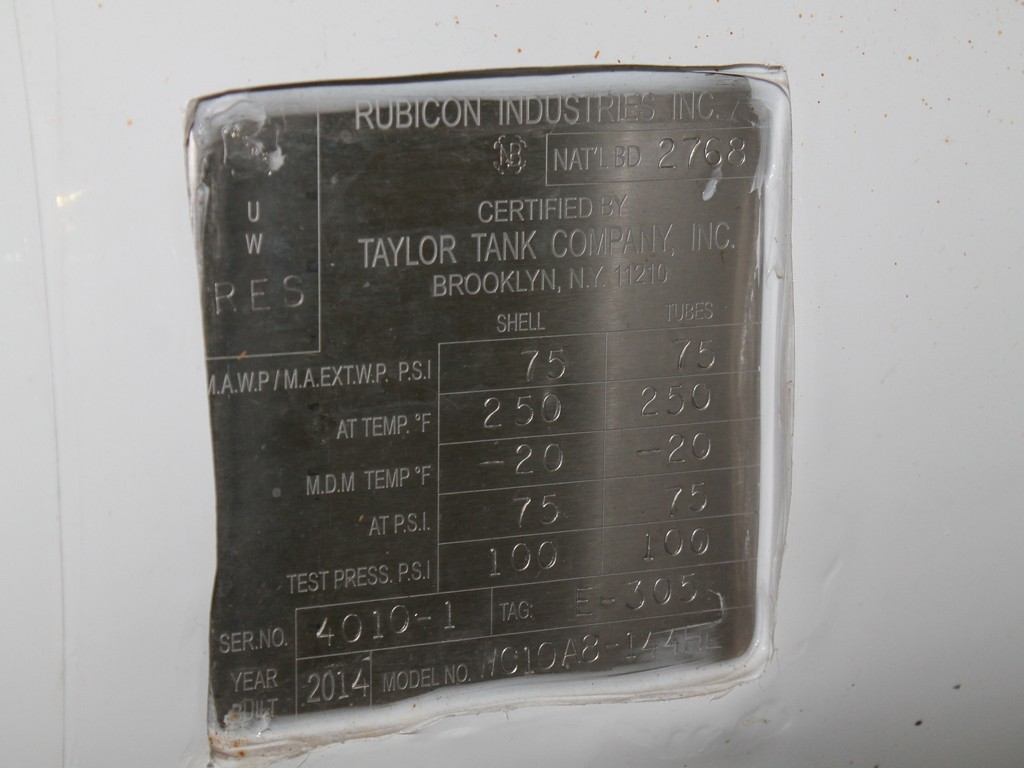 RUBICON INDUSTRIES INC.
NB NAT'L BD 2768
U
W
RES
CERTIFIED BY
TAYLOR TANK COMPANY, INC.
BROOKLYN, N.Y. 11210
SHELL TUBES
M.A.W.P / M.A.EXT.W.P. P.S.I 75 75
AT TEMP. °F 250 250
M.D.M TEMP °F -20 -20
AT P.S.I. 75 75
TEST PRESS. P.S.I 100 100
SER.NO. 4010-1 TAG: E-305
YEAR BUILT 2014 MODEL NO.